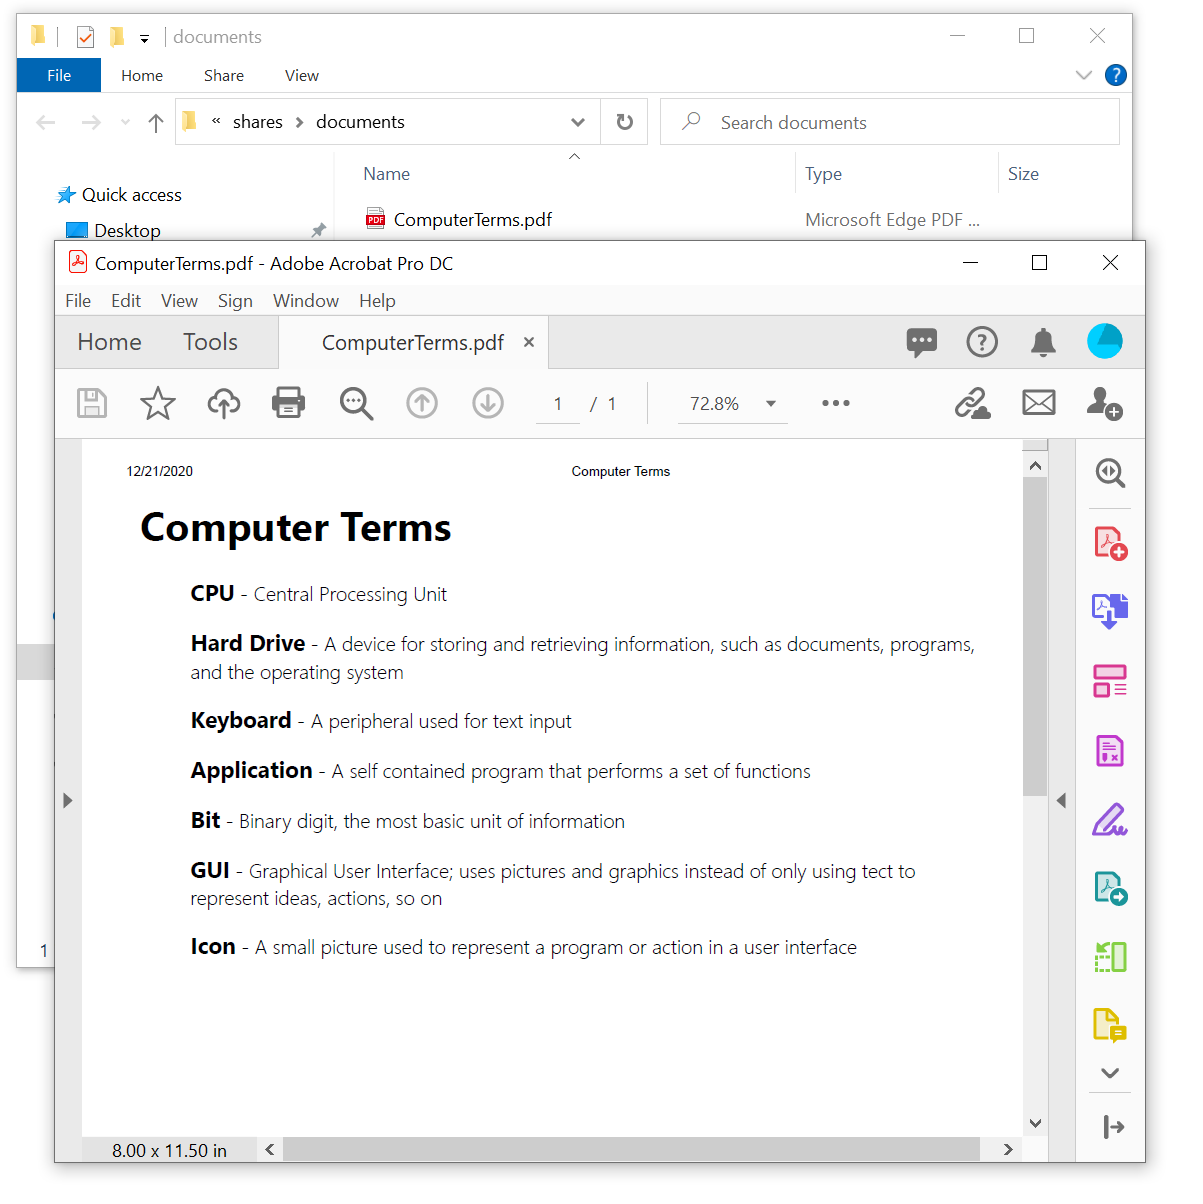 documents
File Home Share View
« shares > documents
Search documents
Name Type Size
Quick access
ComputerTerms.pdf Microsoft Edge PDF ...
Desktop
ComputerTerms.pdf - Adobe Acrobat Pro DC
File Edit View Sign Window Help
Home Tools ComputerTerms.pdf ×
1 / 1 72.8%
12/21/2020 Computer Terms
Computer Terms
CPU - Central Processing Unit
Hard Drive - A device for storing and retrieving information, such as documents, programs,
and the operating system
Keyboard - A peripheral used for text input
Application - A self contained program that performs a set of functions
Bit - Binary digit, the most basic unit of information
GUI - Graphical User Interface; uses pictures and graphics instead of only using tect to
represent ideas, actions, so on
Icon - A small picture used to represent a program or action in a user interface
1
8.00 x 11.50 in